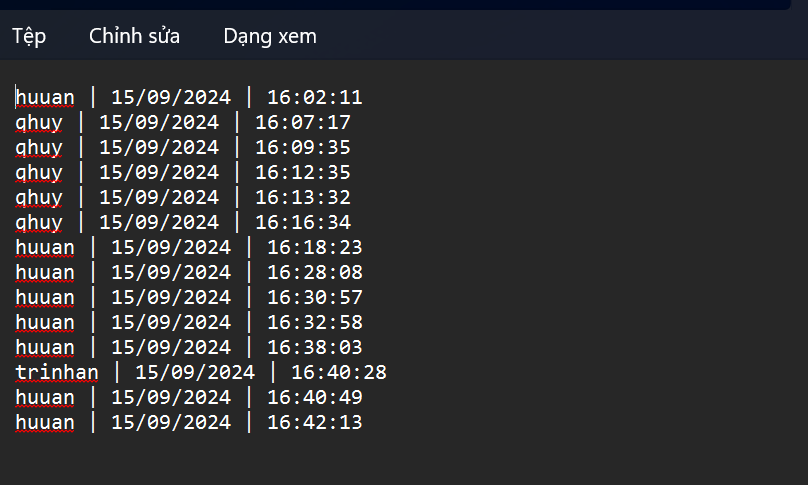 Tệp Chỉnh sửa Dạng xem
huuan | 15/09/2024 | 16:02:11
qhuy | 15/09/2024 | 16:07:17
qhuy | 15/09/2024 | 16:09:35
qhuy | 15/09/2024 | 16:12:35
qhuy | 15/09/2024 | 16:13:32
qhuy | 15/09/2024 | 16:16:34
huuan | 15/09/2024 | 16:18:23
huuan | 15/09/2024 | 16:28:08
huuan | 15/09/2024 | 16:30:57
huuan | 15/09/2024 | 16:32:58
huuan | 15/09/2024 | 16:38:03
trinhan | 15/09/2024 | 16:40:28
huuan | 15/09/2024 | 16:40:49
huuan | 15/09/2024 | 16:42:13